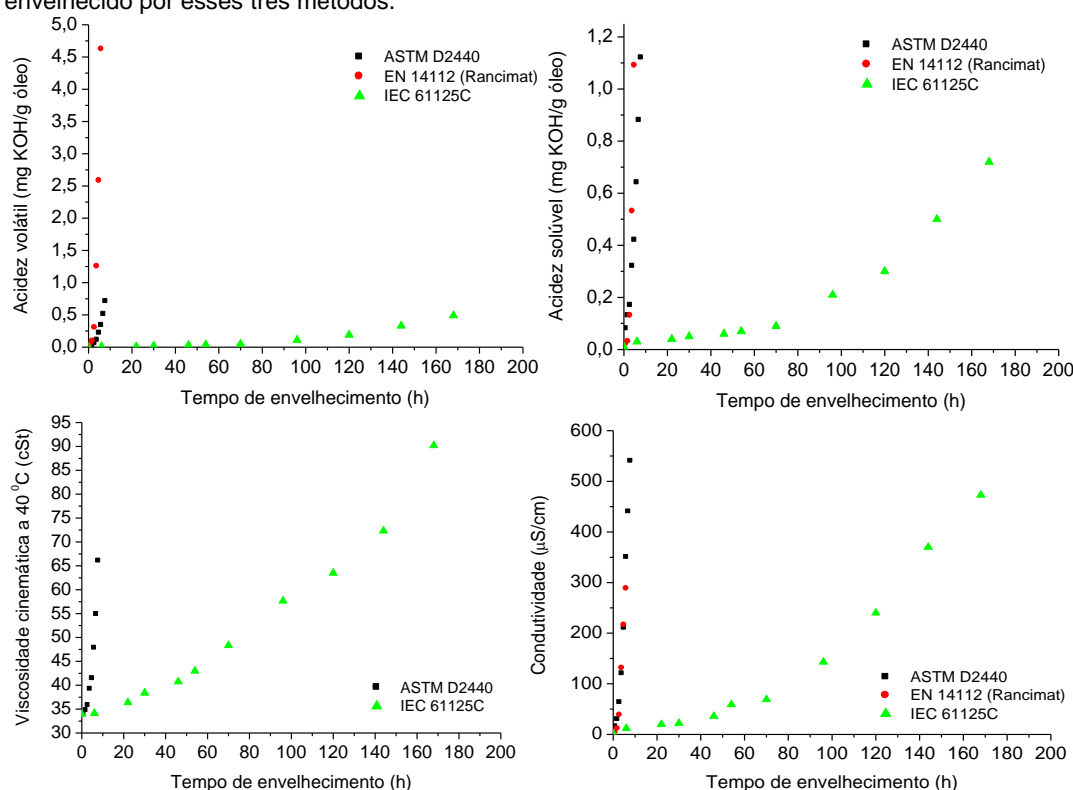 envelhecido por esses três métodos.
5,0
4,5
4,0
3,5
3,0
2,5
2,0
1,5
1,0
0,5
0,0
Acidez volátil (mg KOH/g óleo)
ASTM D2440
EN 14112 (Rancimat)
IEC 61125C
0 20 40 60 80 100 120 140 160 180 200
Tempo de envelhecimento (h)
1,2
1,0
0,8
0,6
0,4
0,2
0,0
Acidez solúvel (mg KOH/g óleo)
ASTM D2440
EN 14112 (Rancimat)
IEC 61125C
0 20 40 60 80 100 120 140 160 180 200
Tempo de envelhecimento (h)
95
90
85
80
75
70
65
60
55
50
45
40
35
30
Viscosidade cinemática a 40 ⁰C (cSt)
ASTM D2440
IEC 61125C
0 20 40 60 80 100 120 140 160 180 200
Tempo de envelhecimento (h)
600
500
400
300
200
100
0
Condutividade (µS/cm)
ASTM D2440
EN 14112 (Rancimat)
IEC 61125C
0 20 40 60 80 100 120 140 160 180 200
Tempo de envelhecimento (h)